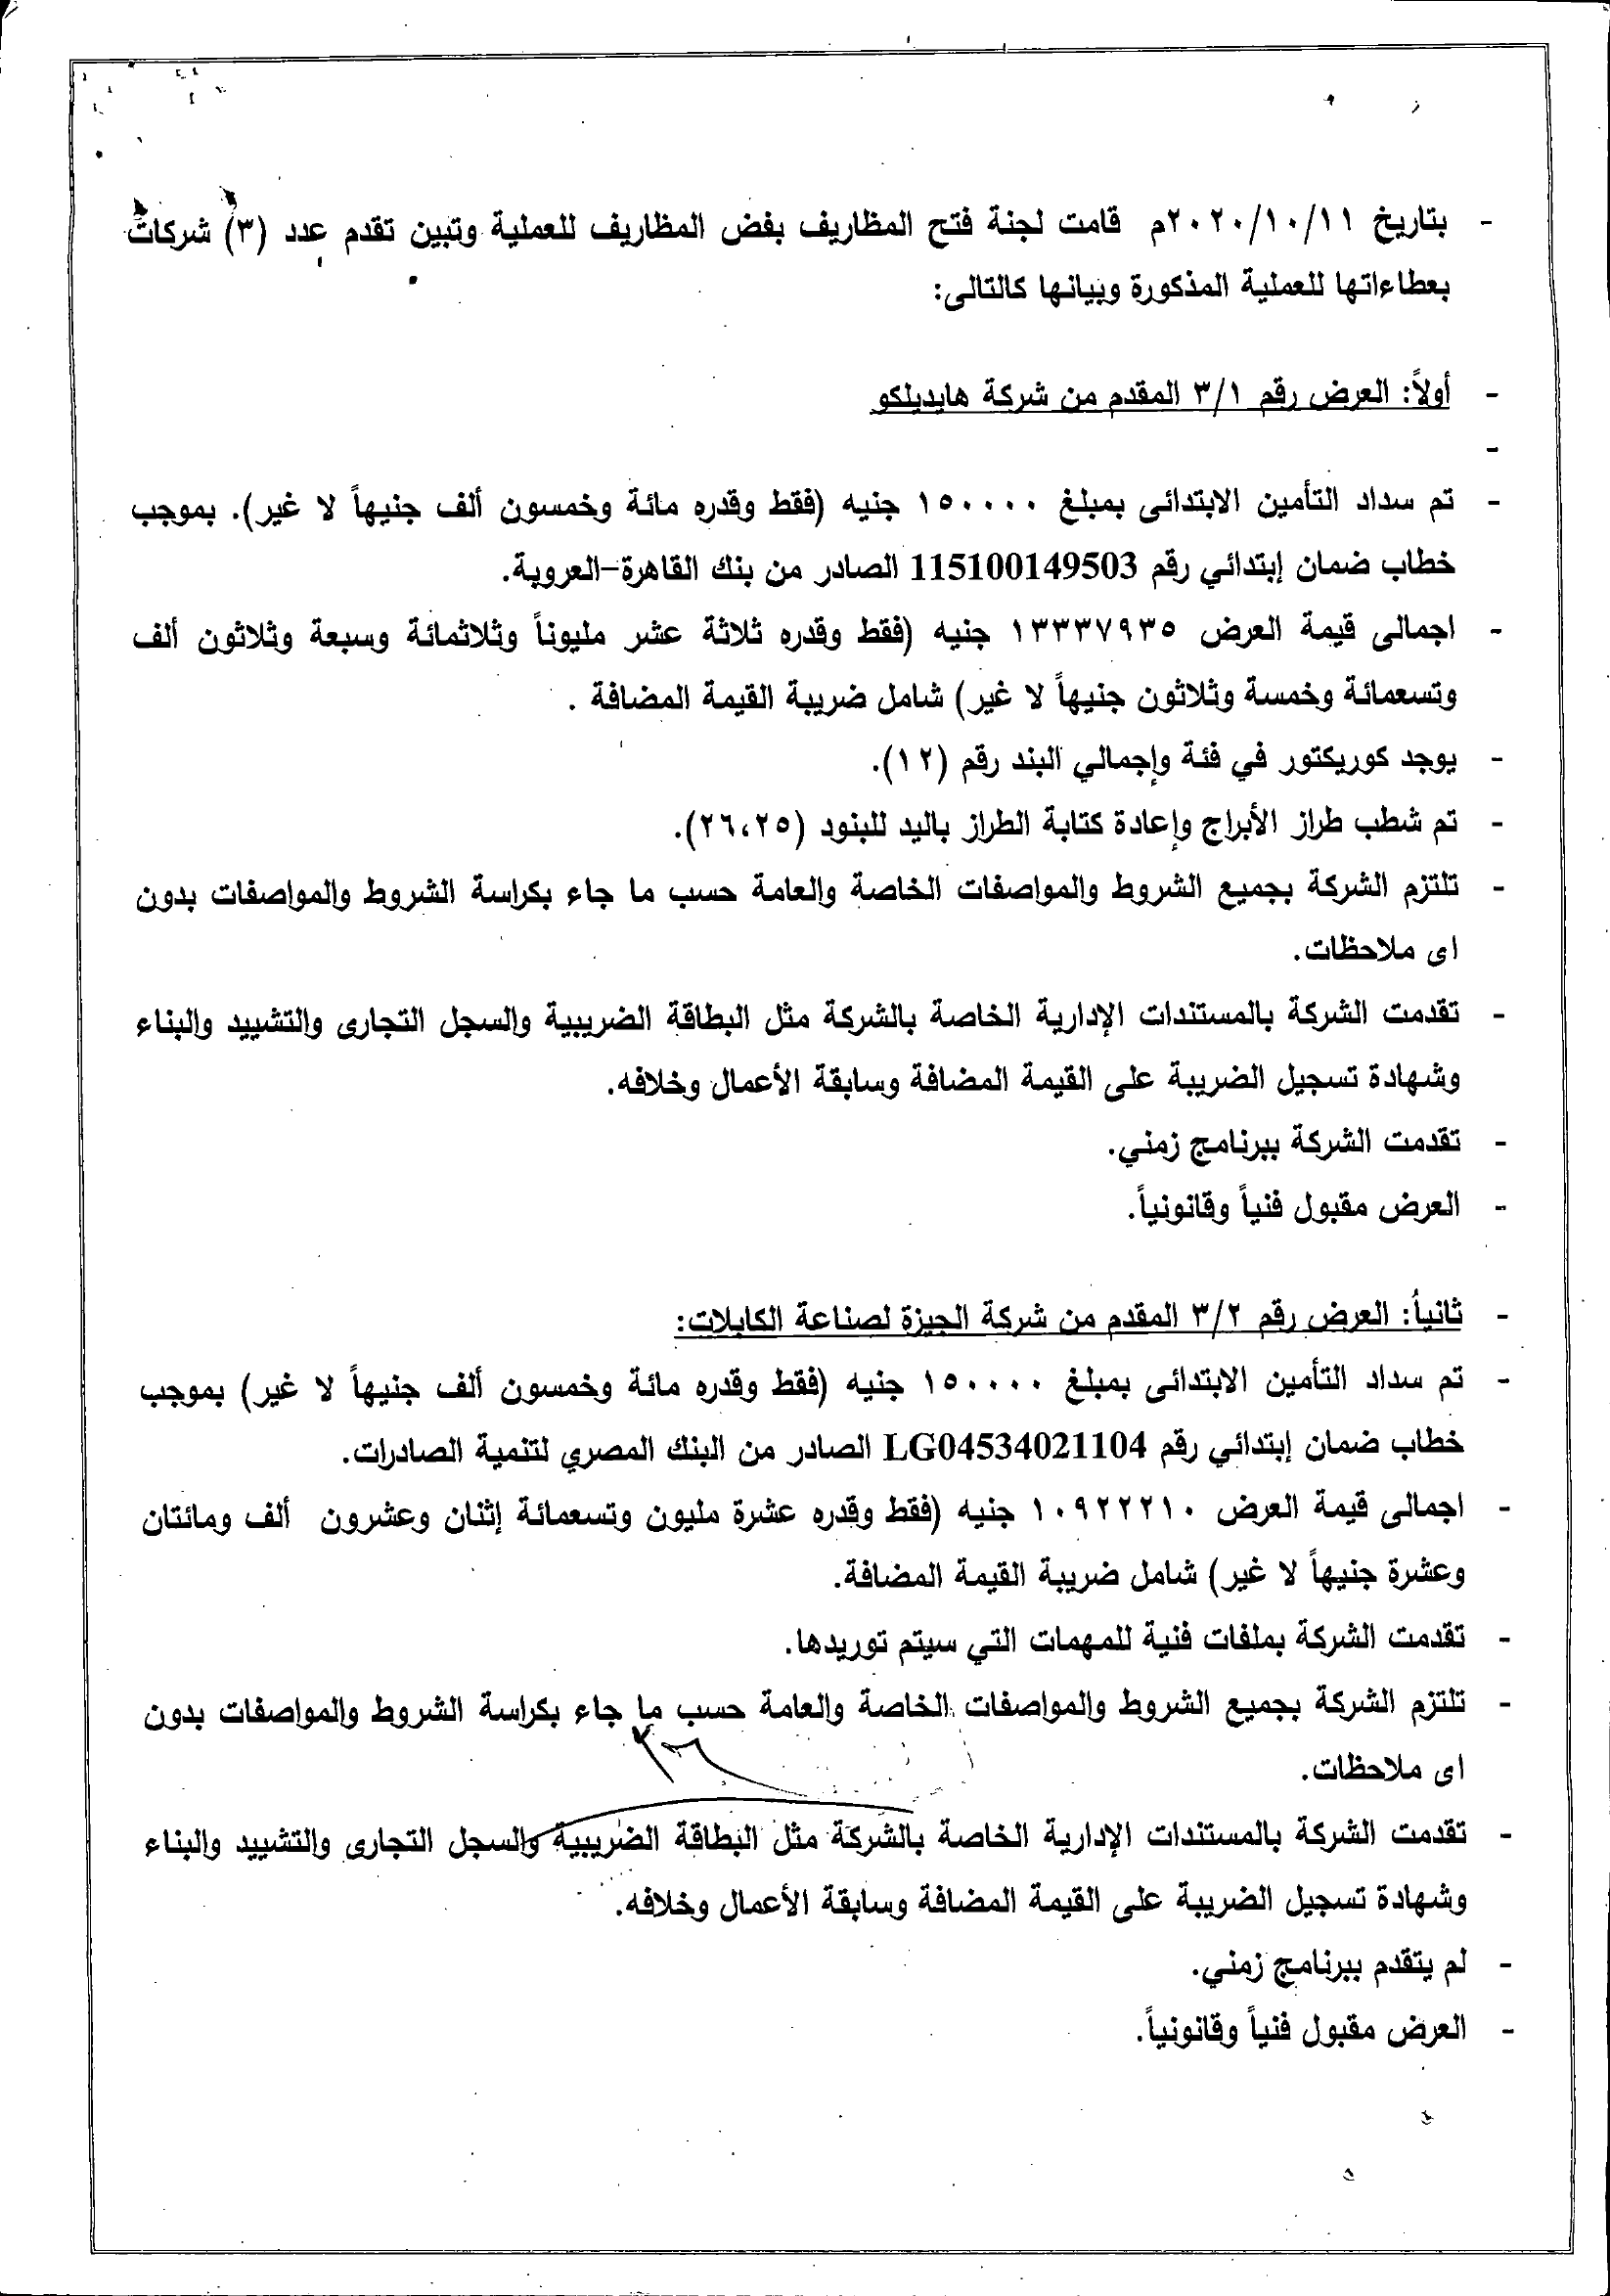 - بتاريخ ٢٠٢٠/١٠/١١م قامت لجنة فتح المظاريف بفض المظاريف للعملية وتبين تقدم عدد (٣) شركات
بعطاءاتها للعملية المذكورة وبيانها كالتالى:
- أولاً: العرض رقم ٣/١ المقدم من شركة هايديلكو
-
- تم سداد التأمين الابتدائى بمبلغ ١٥٠٠٠٠ جنيه (فقط وقدره مائة وخمسون ألف جنيهاً لا غير). بموجب
خطاب ضمان إبتدائي رقم 115100149503 الصادر من بنك القاهرة-العروبة.
- اجمالى قيمة العرض ١٣٣٣٧٩٣٥ جنيه (فقط وقدره ثلاثة عشر مليوناً وثلاثمائة وسبعة وثلاثون ألف
وتسعمائة وخمسة وثلاثون جنيهاً لا غير) شامل ضريبة القيمة المضافة .
- يوجد كوريكتور في فئة وإجمالي البند رقم (١٢).
- تم شطب طراز الأبراج وإعادة كتابة الطراز باليد للبنود (٢٦،٢٥).
- تلتزم الشركة بجميع الشروط والمواصفات الخاصة والعامة حسب ما جاء بكراسة الشروط والمواصفات بدون
اى ملاحظات.
- تقدمت الشركة بالمستندات الإدارية الخاصة بالشركة مثل البطاقة الضريبية والسجل التجارى والتشييد والبناء
وشهادة تسجيل الضريبة على القيمة المضافة وسابقة الأعمال وخلافه.
- تقدمت الشركة ببرنامج زمني.
- العرض مقبول فنياً وقانونياً.
- ثانياً: العرض رقم ٣/٢ المقدم من شركة الجيزة لصناعة الكابلات:
- تم سداد التأمين الابتدائى بمبلغ ١٥٠٠٠٠ جنيه (فقط وقدره مائة وخمسون ألف جنيهاً لا غير) بموجب
خطاب ضمان إبتدائي رقم LG04534021104 الصادر من البنك المصري لتنمية الصادرات.
- اجمالى قيمة العرض ١٠٩٢٢٢١٠ جنيه (فقط وقدره عشرة مليون وتسعمائة إثنان وعشرون ألف ومائتان
وعشرة جنيهاً لا غير) شامل ضريبة القيمة المضافة.
- تقدمت الشركة بملفات فنية للمهمات التي سيتم توريدها.
- تلتزم الشركة بجميع الشروط والمواصفات الخاصة والعامة حسب ما جاء بكراسة الشروط والمواصفات بدون
اى ملاحظات.
- تقدمت الشركة بالمستندات الإدارية الخاصة بالشركة مثل البطاقة الضريبية والسجل التجارى والتشييد والبناء
وشهادة تسجيل الضريبة على القيمة المضافة وسابقة الأعمال وخلافه.
- لم يتقدم ببرنامج زمني.
- العرض مقبول فنياً وقانونياً.